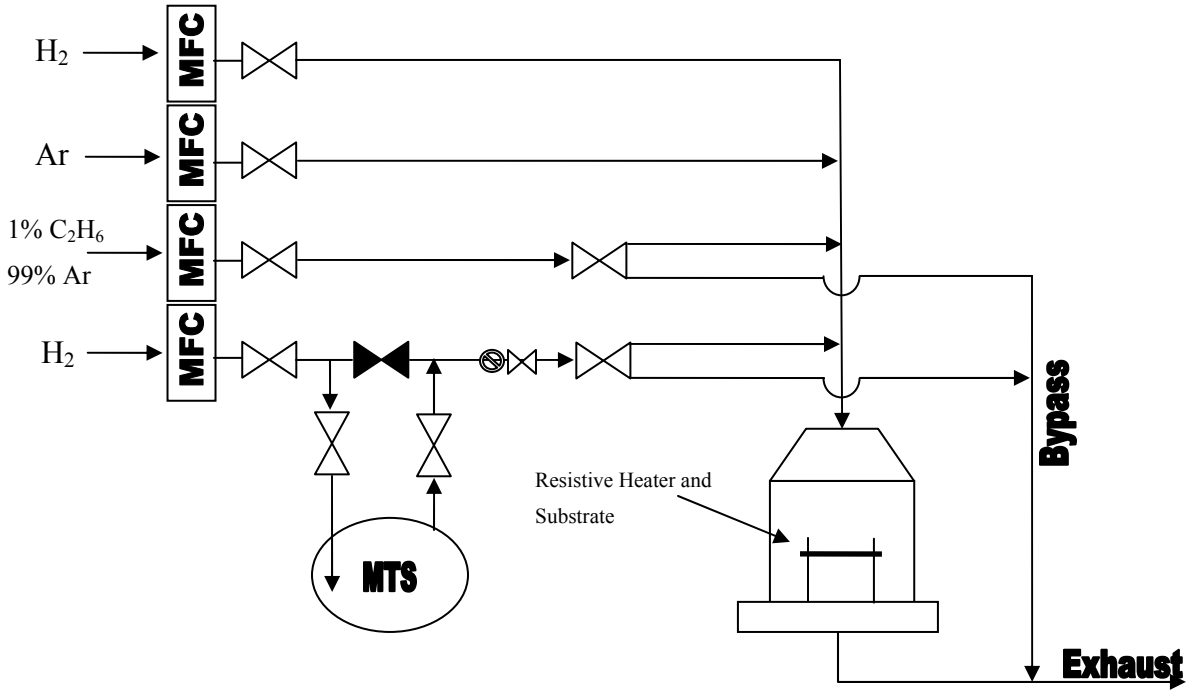 H₂
MFC
Ar
MFC
1% C₂H₆
99% Ar
MFC
H₂
MFC
Bypass
Resistive Heater and
Substrate
MTS
Exhaust